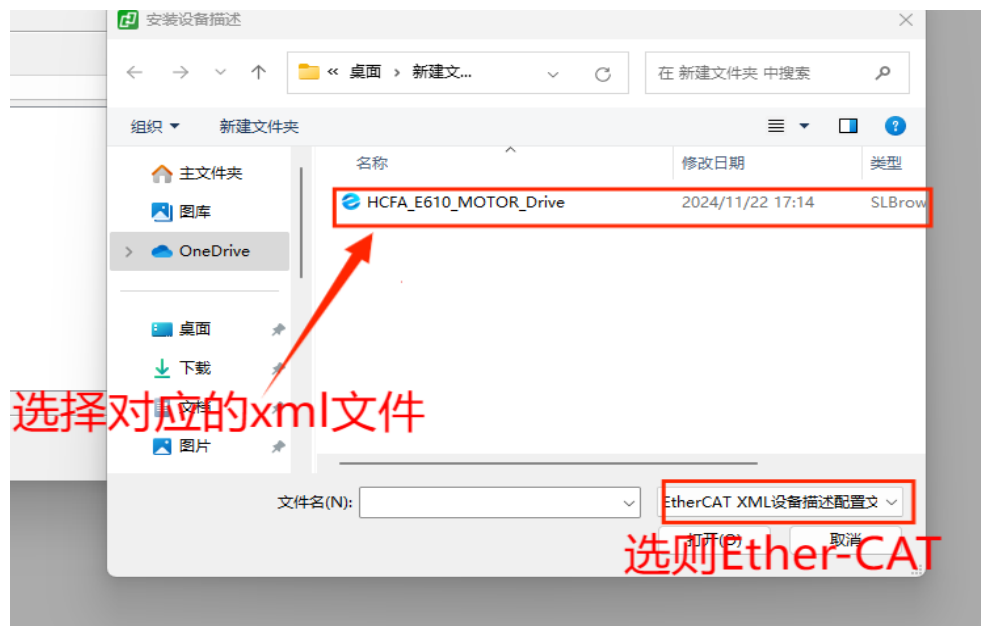 安装设备描述
« 桌面 › 新建文...
在 新建文件夹 中搜索
组织
新建文件夹
名称
修改日期
类型
主文件夹
HCFA_E610_MOTOR_Drive
2024/11/22 17:14
SLBrow
图库
OneDrive
桌面
下载
选择对应的xml文件
文档
图片
文件名(N):
EtherCAT XML设备描述配置文
打开(O)
取消
选则Ether-CAT